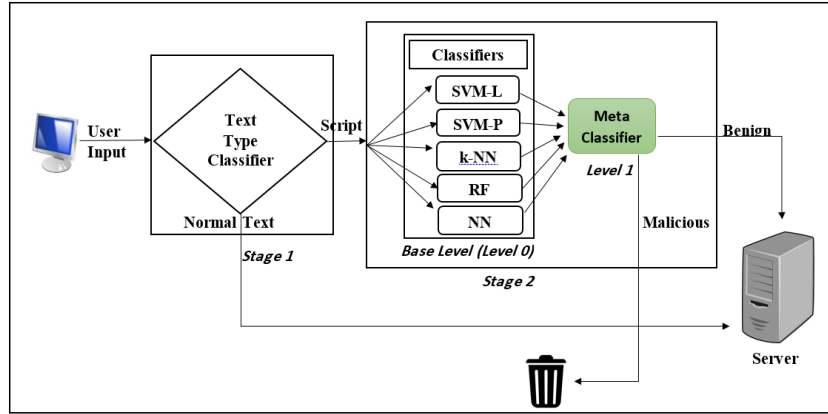 User
Input
Text
Type
Classifier
Normal Text
Stage 1
Script
Classifiers
SVM-L
SVM-P
k-NN
RF
NN
Base Level (Level 0)
Meta
Classifier
Level 1
Stage 2
Benign
Malicious
Server